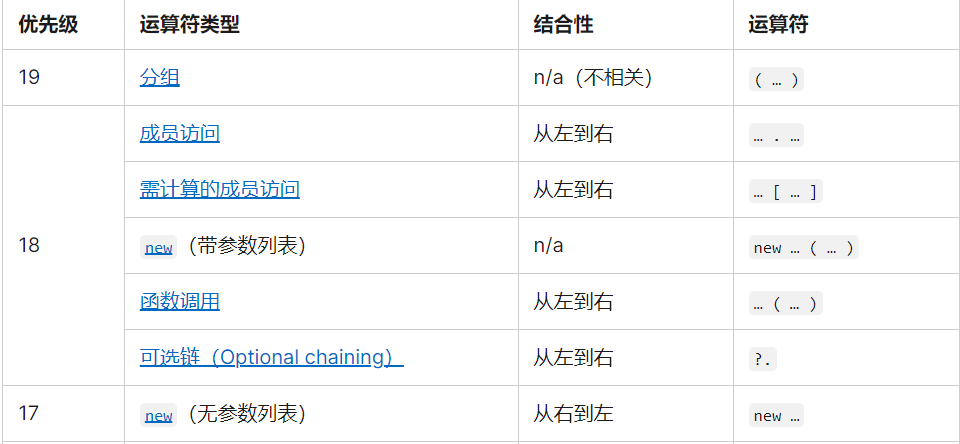 优先级 运算符类型 结合性 运算符
19 分组 n/a（不相关） ( … )
18 成员访问 从左到右 … . …
需计算的成员访问 从左到右 … [ … ]
new（带参数列表） n/a new … ( … )
函数调用 从左到右 … ( … )
可选链（Optional chaining） 从左到右 ?.
17 new（无参数列表） 从右到左 new …